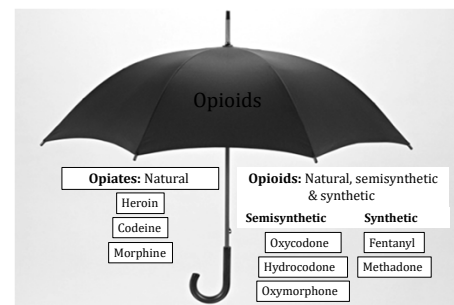 Opioids
Opiates: Natural
Heroin
Codeine
Morphine
Opioids: Natural, semisynthetic
& synthetic
Semisynthetic Synthetic
Oxycodone Fentanyl
Hydrocodone Methadone
Oxymorphone